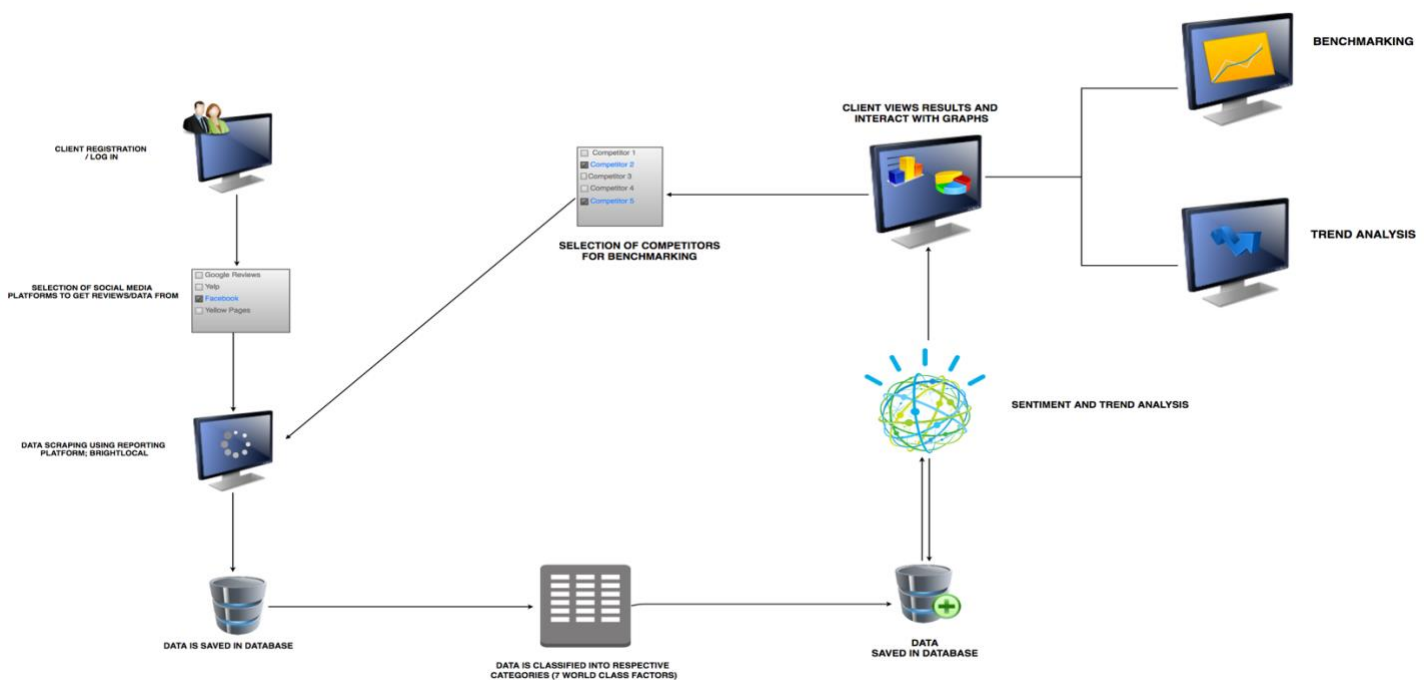 BENCHMARKING
CLIENT VIEWS RESULTS AND
INTERACT WITH GRAPHS
CLIENT REGISTRATION
/ LOG IN
Competitor 1
Competitor 2
Competitor 3
Competitor 4
Competitor 5
SELECTION OF COMPETITORS
FOR BENCHMARKING
TREND ANALYSIS
SELECTION OF SOCIAL MEDIA
PLATFORMS TO GET REVIEWS/DATA FROM
Google Reviews
Yelp
Facebook
Yellow Pages
SENTIMENT AND TREND ANALYSIS
DATA SCRAPING USING REPORTING
PLATFORM; BRIGHTLOCAL
DATA IS SAVED IN DATABASE
DATA IS CLASSIFIED INTO RESPECTIVE
CATEGORIES (7 WORLD CLASS FACTORS)
DATA
SAVED IN DATABASE